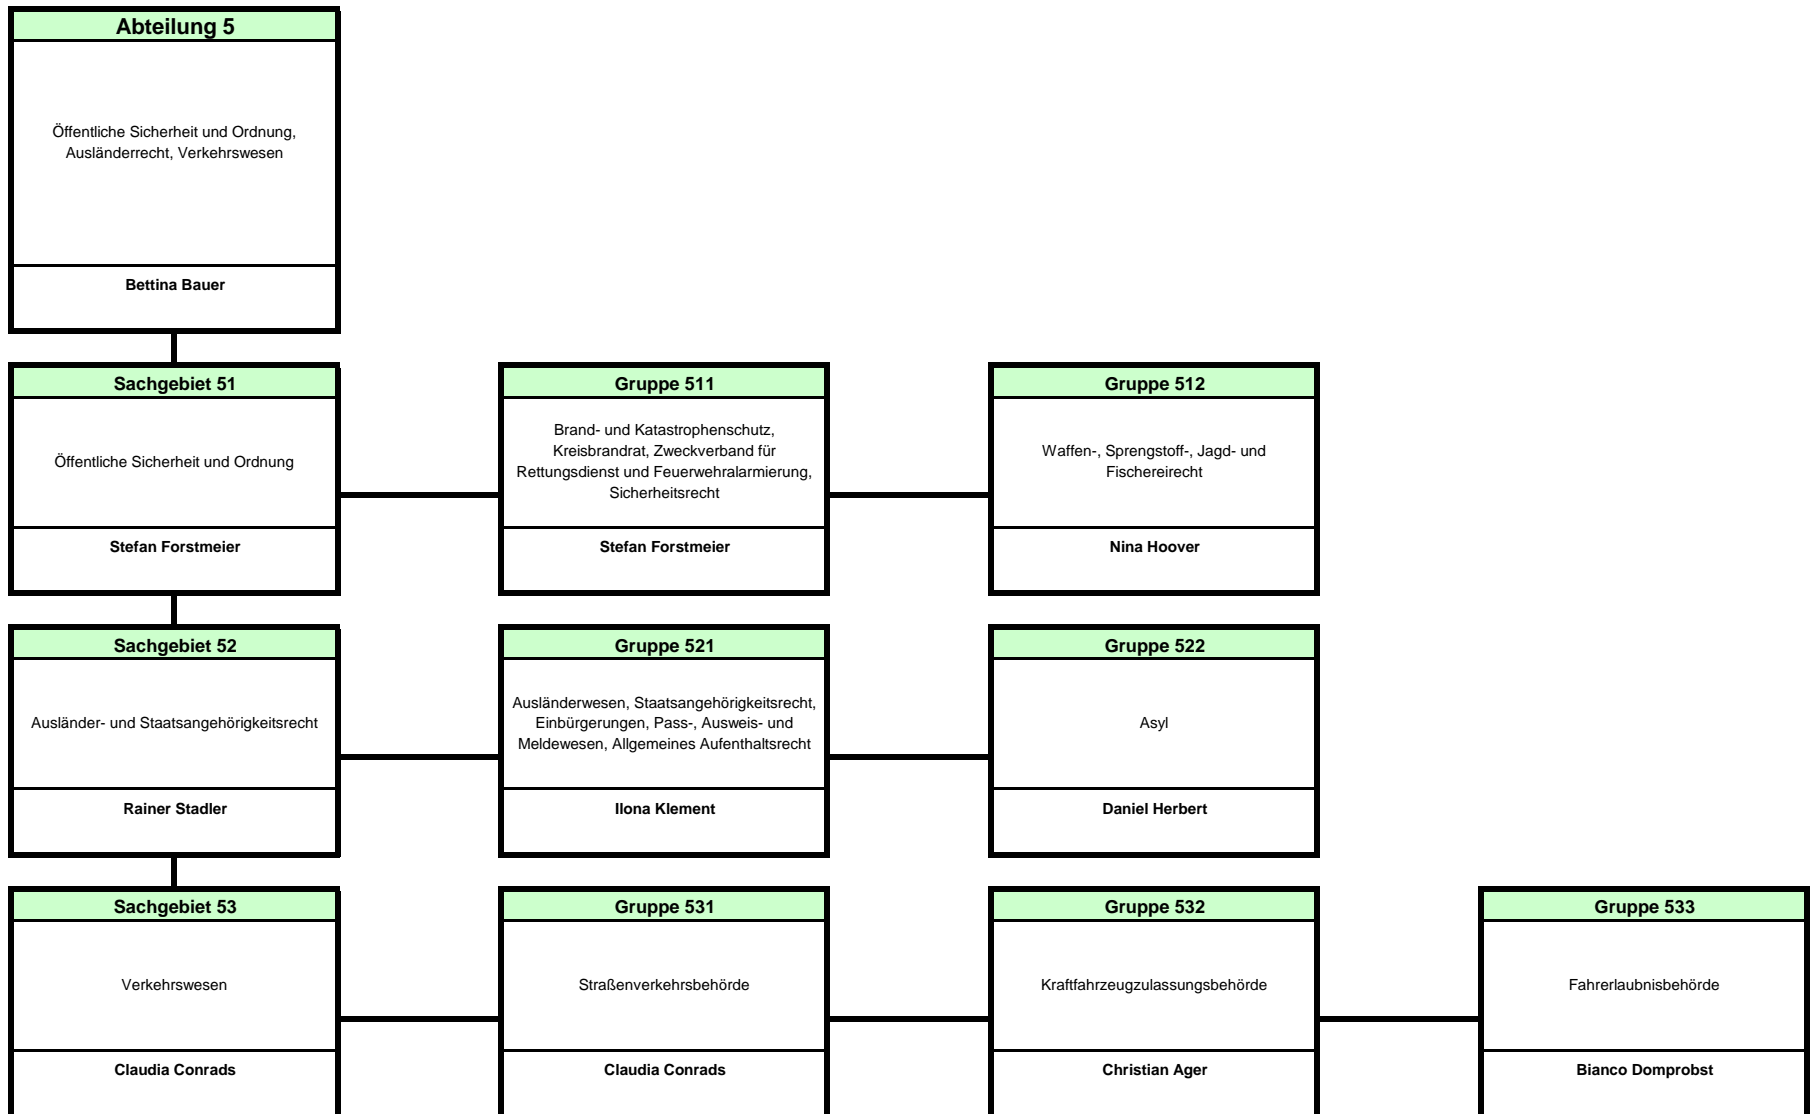 Abteilung 5
Öffentliche Sicherheit und Ordnung,
Ausländerrecht, Verkehrswesen
Bettina Bauer
Sachgebiet 51
Öffentliche Sicherheit und Ordnung
Stefan Forstmeier
Gruppe 511
Brand- und Katastrophenschutz,
Kreisbrandrat, Zweckverband für
Rettungsdienst und Feuerwehralarmierung,
Sicherheitsrecht
Stefan Forstmeier
Gruppe 512
Waffen-, Sprengstoff-, Jagd- und
Fischereirecht
Nina Hoover
Sachgebiet 52
Ausländer- und Staatsangehörigkeitsrecht
Rainer Stadler
Gruppe 521
Ausländerwesen, Staatsangehörigkeitsrecht,
Einbürgerungen, Pass-, Ausweis- und
Meldewesen, Allgemeines Aufenthaltsrecht
Ilona Klement
Gruppe 522
Asyl
Daniel Herbert
Sachgebiet 53
Verkehrswesen
Claudia Conrads
Gruppe 531
Straßenverkehrsbehörde
Claudia Conrads
Gruppe 532
Kraftfahrzeugzulassungsbehörde
Christian Ager
Gruppe 533
Fahrerlaubnisbehörde
Bianco Domprobst